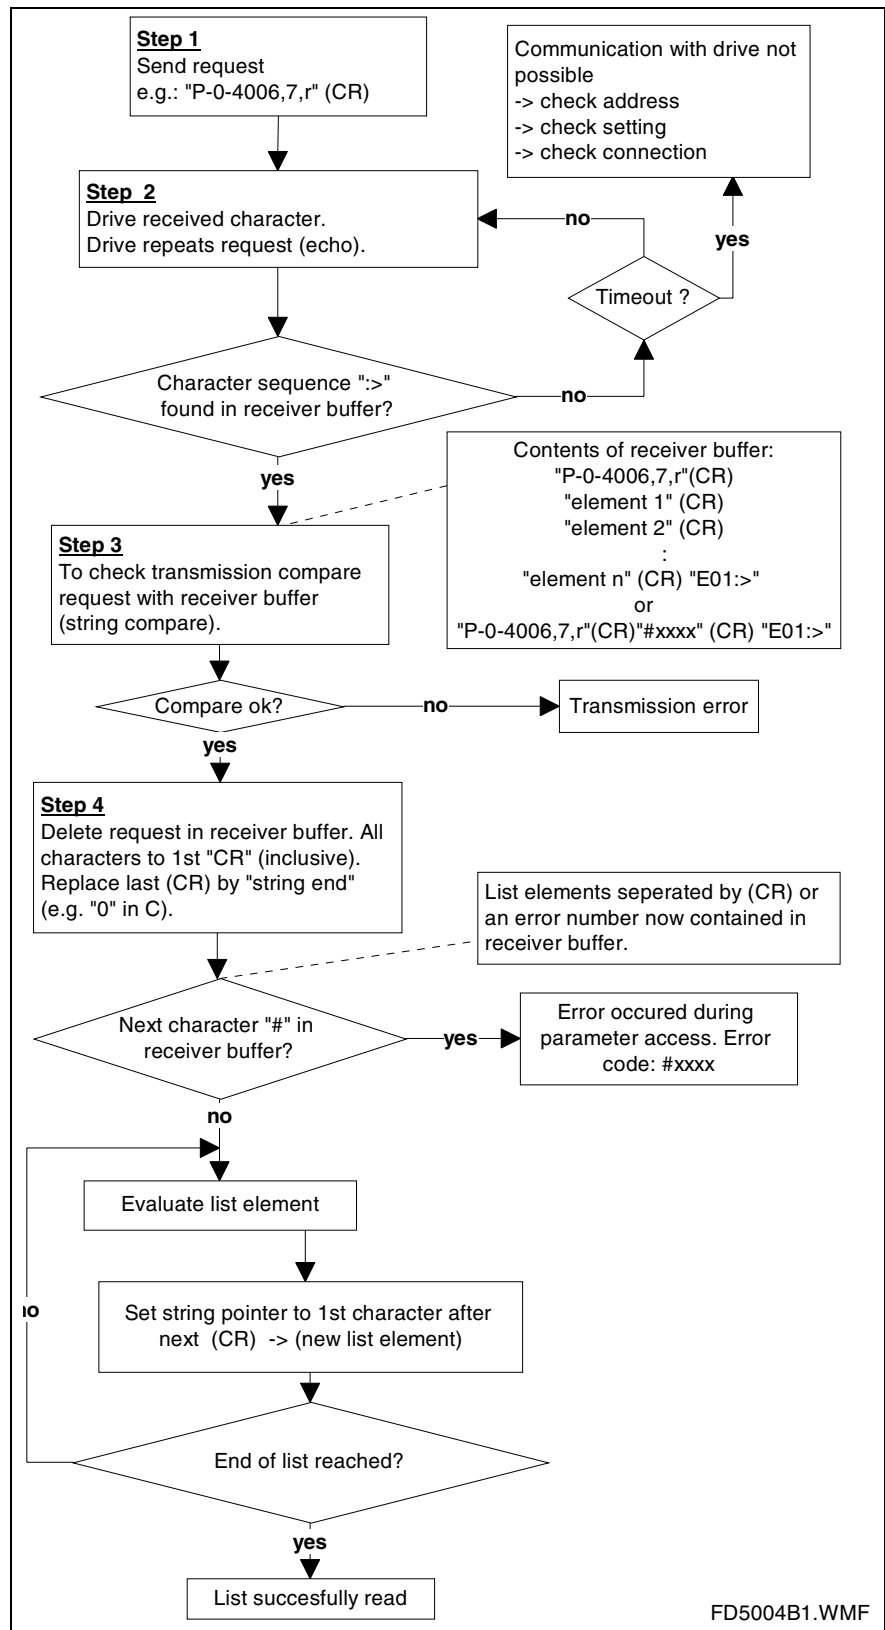 Step 1
Send request
e.g.: "P-0-4006,7,r" (CR)
Communication with drive not
possible
-> check address
-> check setting
-> check connection
Step 2
Drive received character.
Drive repeats request (echo).
no
yes
Timeout ?
Character sequence ":>"
found in receiver buffer?
no
yes
Contents of receiver buffer:
"P-0-4006,7,r"(CR)
"element 1" (CR)
"element 2" (CR)
:
"element n" (CR) "E01:>"
or
"P-0-4006,7,r"(CR)"#xxxx" (CR) "E01:>"
Step 3
To check transmission compare
request with receiver buffer
(string compare).
Compare ok?
no
Transmission error
yes
Step 4
Delete request in receiver buffer. All
characters to 1st "CR" (inclusive).
Replace last (CR) by "string end"
(e.g. "0" in C).
List elements seperated by (CR) or
an error number now contained in
receiver buffer.
Next character "#" in
receiver buffer?
yes
Error occured during
parameter access. Error
code: #xxxx
no
Evaluate list element
Set string pointer to 1st character after
next (CR) -> (new list element)
no
End of list reached?
yes
List succesfully read
FD5004B1.WMF